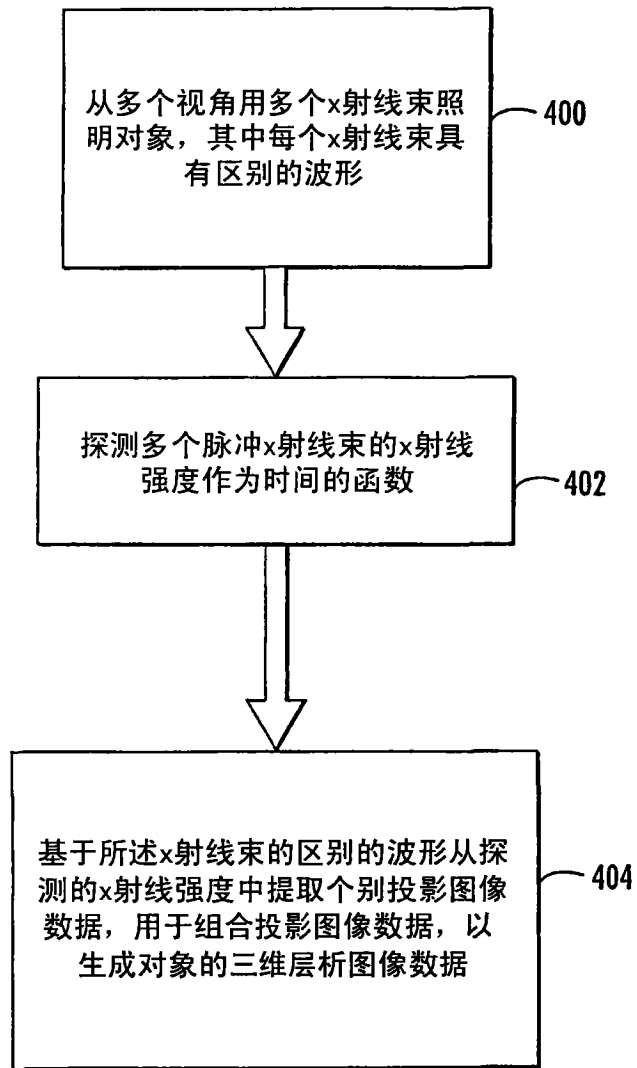 从多个视角用多个x射线束照
明对象，其中每个x射线束具
有区别的波形
400
探测多个脉冲x射线束的x射线
强度作为时间的函数
402
基于所述x射线束的区别的波形从探
测的x射线强度中提取个别投影图像
数据，用于组合投影图像数据，以
生成对象的三维层析图像数据
404